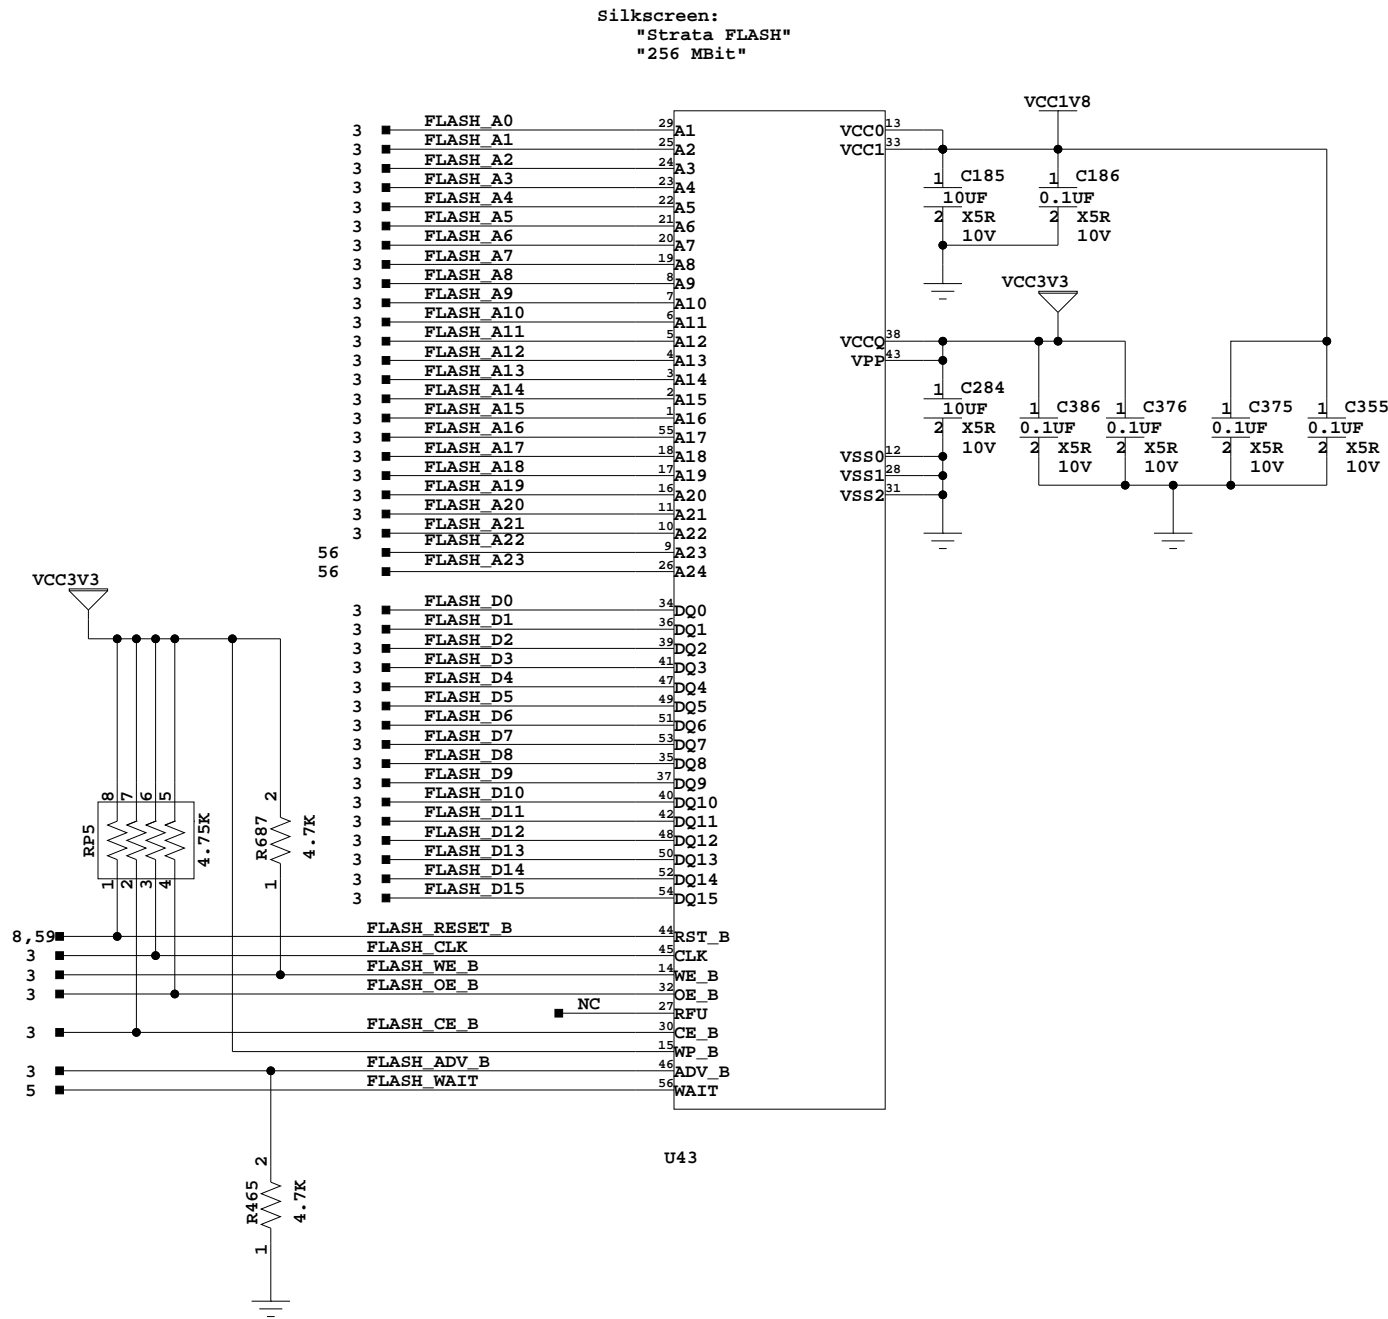 Silkscreen:
"Strata FLASH"
"256 MBit"
VCC1V8
3 FLASH_A0 29 A1 VCC0 13
3 FLASH_A1 25 A2 VCC1 33
3 FLASH_A2 24 A3
3 FLASH_A3 23 A4
3 FLASH_A4 22 A5
3 FLASH_A5 21 A6
3 FLASH_A6 20 A7
3 FLASH_A7 19 A8
3 FLASH_A8 8 A9
3 FLASH_A9 7 A10
3 FLASH_A10 6 A11
3 FLASH_A11 5 A12
3 FLASH_A12 4 A13
3 FLASH_A13 3 A14
3 FLASH_A14 2 A15
3 FLASH_A15 1 A16
3 FLASH_A16 55 A17
3 FLASH_A17 18 A18
3 FLASH_A18 17 A19
3 FLASH_A19 16 A20
3 FLASH_A20 11 A21
3 FLASH_A21 10 A22
56 FLASH_A22 9 A23
56 FLASH_A23 26 A24
1 C185 1 C186
10UF 0.1UF
2 X5R 2 X5R
10V 10V
VCC3V3
VCCQ 38
VPP 43
1 C284
10UF
2 X5R
10V
1 C386 1 C376 1 C375 1 C355
0.1UF 0.1UF 0.1UF 0.1UF
2 X5R 2 X5R 2 X5R 2 X5R
10V 10V 10V 10V
VSS0 12
VSS1 28
VSS2 31
VCC3V3
3 FLASH_D0 34 DQ0
3 FLASH_D1 36 DQ1
3 FLASH_D2 39 DQ2
3 FLASH_D3 41 DQ3
3 FLASH_D4 47 DQ4
3 FLASH_D5 49 DQ5
3 FLASH_D6 51 DQ6
3 FLASH_D7 53 DQ7
3 FLASH_D8 35 DQ8
3 FLASH_D9 37 DQ9
3 FLASH_D10 40 DQ10
3 FLASH_D11 42 DQ11
3 FLASH_D12 48 DQ12
3 FLASH_D13 50 DQ13
3 FLASH_D14 52 DQ14
3 FLASH_D15 54 DQ15
8 7 6 5 2
RP5 4.75K R687 4.7K
1 2 3 4 1
8,59 FLASH_RESET_B 44 RST_B
3 FLASH_CLK 45 CLK
3 FLASH_WE_B 14 WE_B
3 FLASH_OE_B 32 OE_B
NC 27 RFU
3 FLASH_CE_B 30 CE_B
15 WP_B
3 FLASH_ADV_B 46 ADV_B
5 FLASH_WAIT 56 WAIT
U43
2
R465 4.7K
1